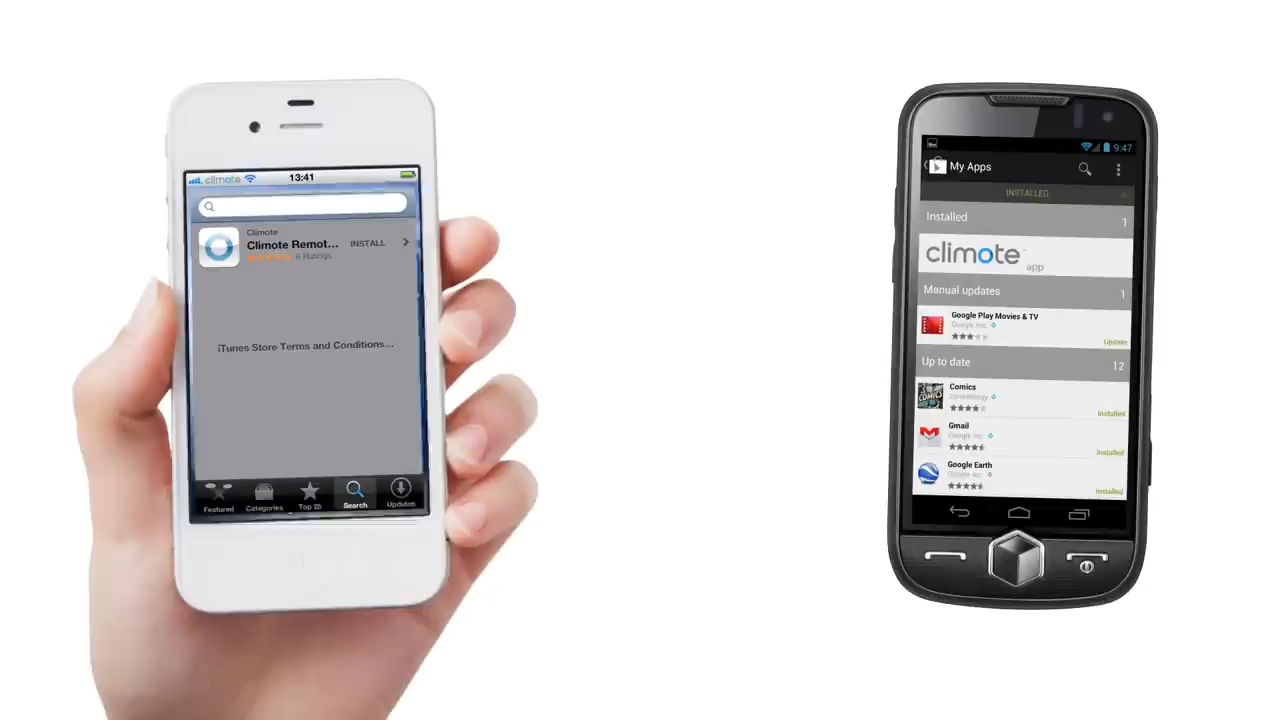 climote
13:41
Climote
Climote Remot...
INSTALL
6 Ratings
iTunes Store Terms and Conditions...
Featured
Categories
Top 25
Search
Updates
9:47
My Apps
INSTALLED
Installed
1
climote
app
Manual updates
1
Google Play Movies & TV
Google Inc.
Update
Up to date
12
Comics
comiXology
Installed
Gmail
Google Inc.
Installed
Google Earth
Google Inc.
Installed